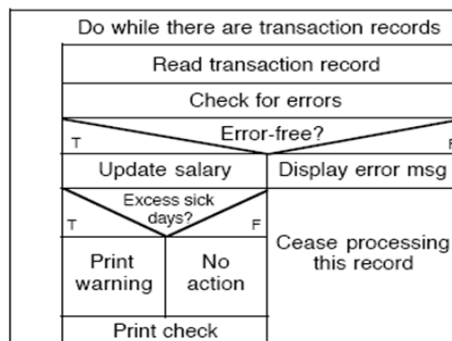 Do while there are transaction records
Read transaction record
Check for errors
Error-free?
T
F
Update salary
Display error msg
Excess sick
days?
T
F
Print
warning
No
action
Cease processing
this record
Print check